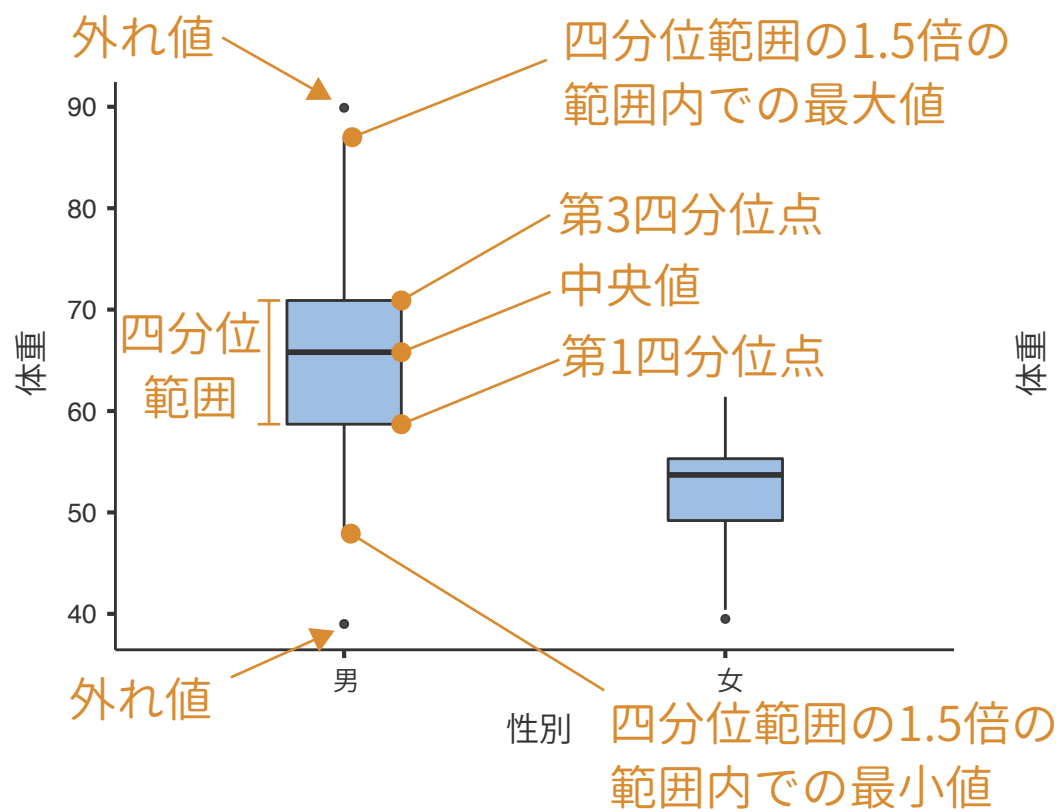 外れ値
四分位範囲の1.5倍の
範囲内での最大値
90
80
第3四分位点
中央値
70
四分位
範囲
第1四分位点
体重
体重
60
50
40
男
女
外れ値
性別
四分位範囲の1.5倍の
範囲内での最小値